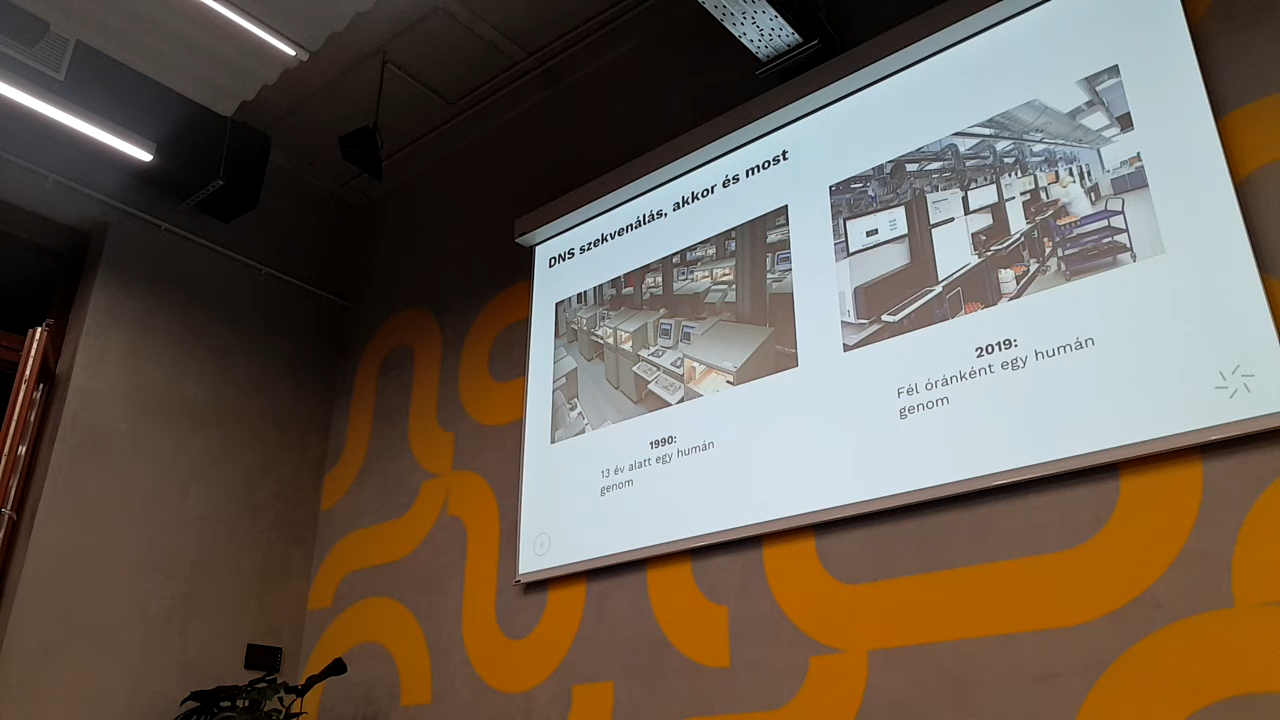 DNS szekvenálás, akkor és most
1990:
13 év alatt egy humán
genom
2019:
Fél óránként egy humán
genom